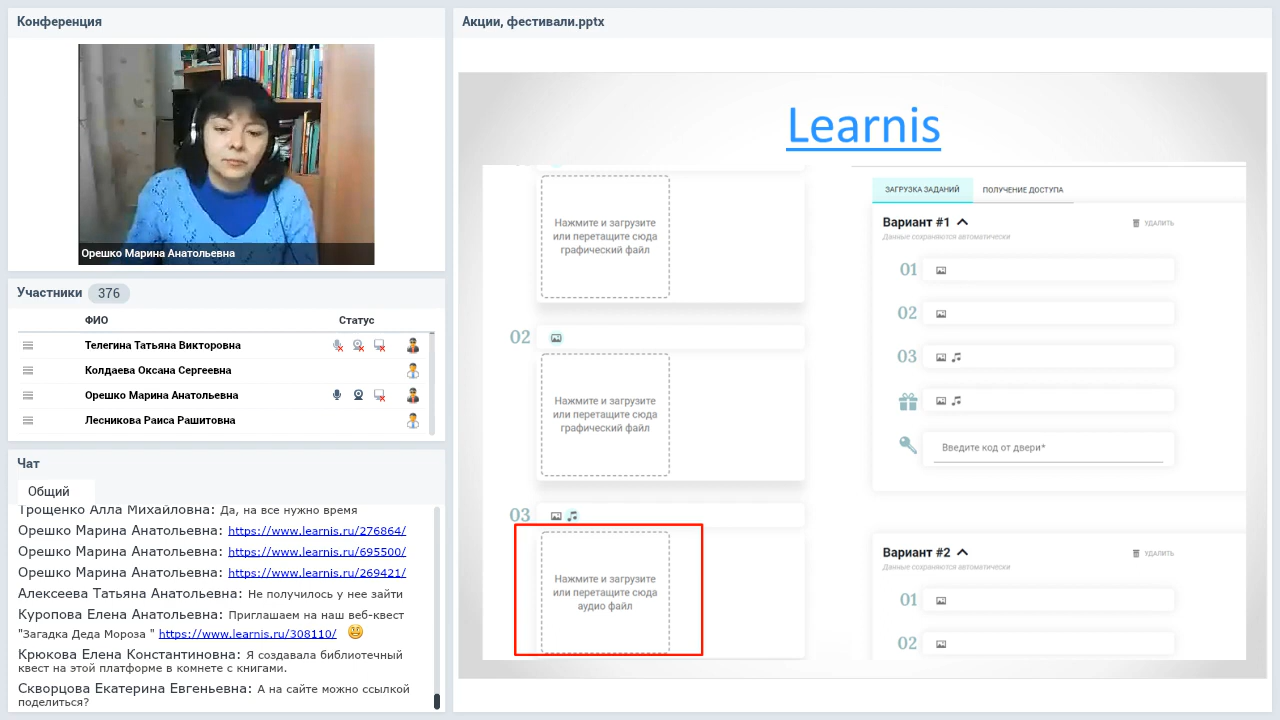 Конференция
Орешко Марина Анатольевна
Участники 376
ФИО Статус
Телегина Татьяна Викторовна
Колдаева Оксана Сергеевна
Орешко Марина Анатольевна
Лесникова Раиса Рашитовна
Чат
Общий
Трощенко Алла Михайловна: Да, на все нужно время
Орешко Марина Анатольевна: https://www.learnis.ru/276864/
Орешко Марина Анатольевна: https://www.learnis.ru/695500/
Орешко Марина Анатольевна: https://www.learnis.ru/269421/
Алексеева Татьяна Анатольевна: Не получилось у нее зайти
Куропова Елена Анатольевна: Приглашаем на наш веб-квест
"Загадка Деда Мороза " https://www.learnis.ru/308110/
Крюкова Елена Константиновна: Я создавала библиотечный
квест на этой платформе в комнете с книгами.
Скворцова Екатерина Евгеньевна: А на сайте можно ссылкой
поделиться?
Акции, фестивали.pptx
Learnis
Нажмите и загрузите
или перетащите сюда
графический файл
02
Нажмите и загрузите
или перетащите сюда
графический файл
03
Нажмите и загрузите
или перетащите сюда
аудио файл
ЗАГРУЗКА ЗАДАНИЙ ПОЛУЧЕНИЕ ДОСТУПА
Вариант #1 УДАЛИТЬ
Данные сохраняются автоматически
01
02
03
Введите код от двери*
Вариант #2 УДАЛИТЬ
Данные сохраняются автоматически
01
02